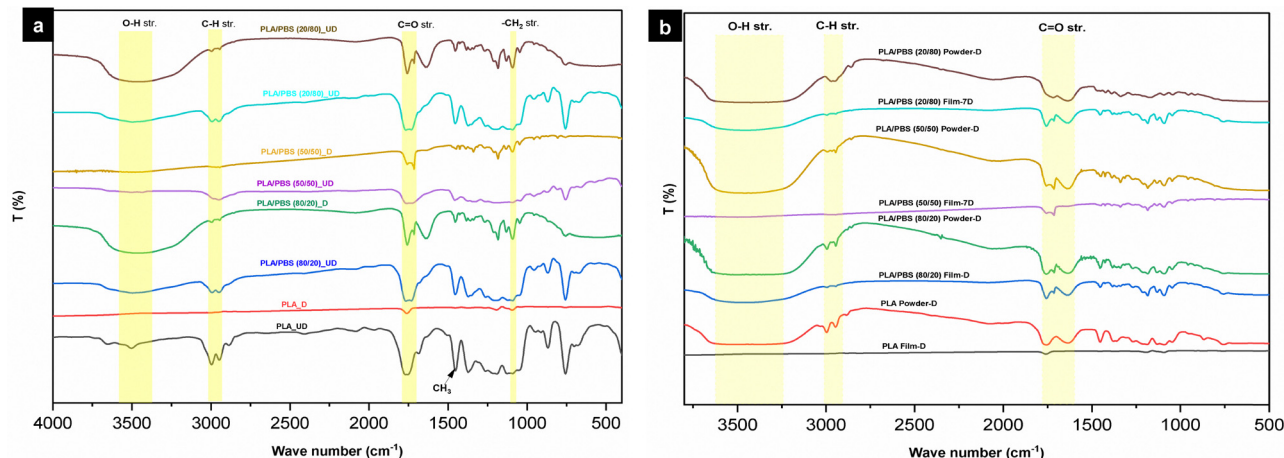 a
O-H str.
C-H str.
C=O str.
-CH₂ str.
PLA/PBS (20/80)_UD
PLA/PBS (20/80)_UD
PLA/PBS (50/50)_D
PLA/PBS (50/50)_UD
PLA/PBS (80/20)_D
PLA/PBS (80/20)_UD
PLA_D
PLA_UD
CH₃
T (%)
4000 3500 3000 2500 2000 1500 1000 500
Wave number (cm⁻¹)
b
O-H str.
C-H str.
C=O str.
PLA/PBS (20/80) Powder-D
PLA/PBS (20/80) Film-7D
PLA/PBS (50/50) Powder-D
PLA/PBS (50/50) Film-7D
PLA/PBS (80/20) Powder-D
PLA/PBS (80/20) Film-D
PLA Powder-D
PLA Film-D
T (%)
3500 3000 2500 2000 1500 1000 500
Wave number (cm⁻¹)